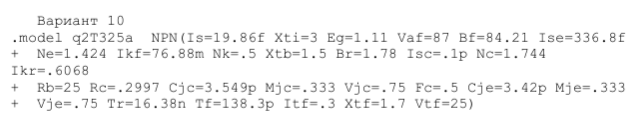 Вариант 10
.model q2T325a  NPN(Is=19.86f Xti=3 Eg=1.11 Vaf=87 Bf=84.21 Ise=336.8f
+  Ne=1.424 Ikf=76.88m Nk=.5 Xtb=1.5 Br=1.78 Isc=.1p Nc=1.744
Ikr=.6068
+  Rb=25 Rc=.2997 Cjc=3.549p Mjc=.333 Vjc=.75 Fc=.5 Cje=3.42p Mje=.333
+  Vje=.75 Tr=16.38n Tf=138.3p Itf=.3 Xtf=1.7 Vtf=25)